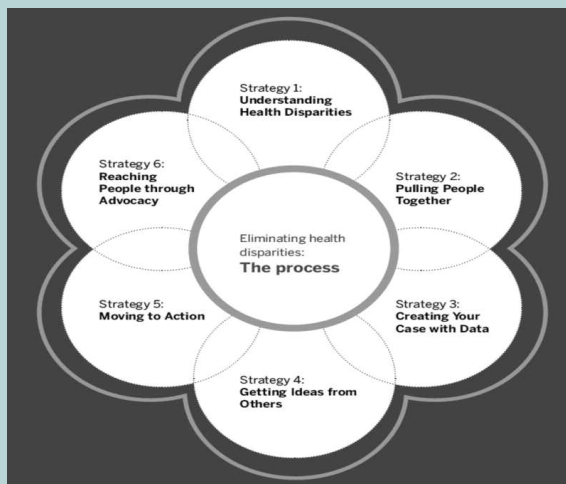 Strategy 1:
Understanding
Health Disparities
Strategy 2:
Pulling People
Together
Strategy 3:
Creating Your
Case with Data
Strategy 4:
Getting Ideas from
Others
Strategy 5:
Moving to Action
Strategy 6:
Reaching
People through
Advocacy
Eliminating health
disparities:
The process